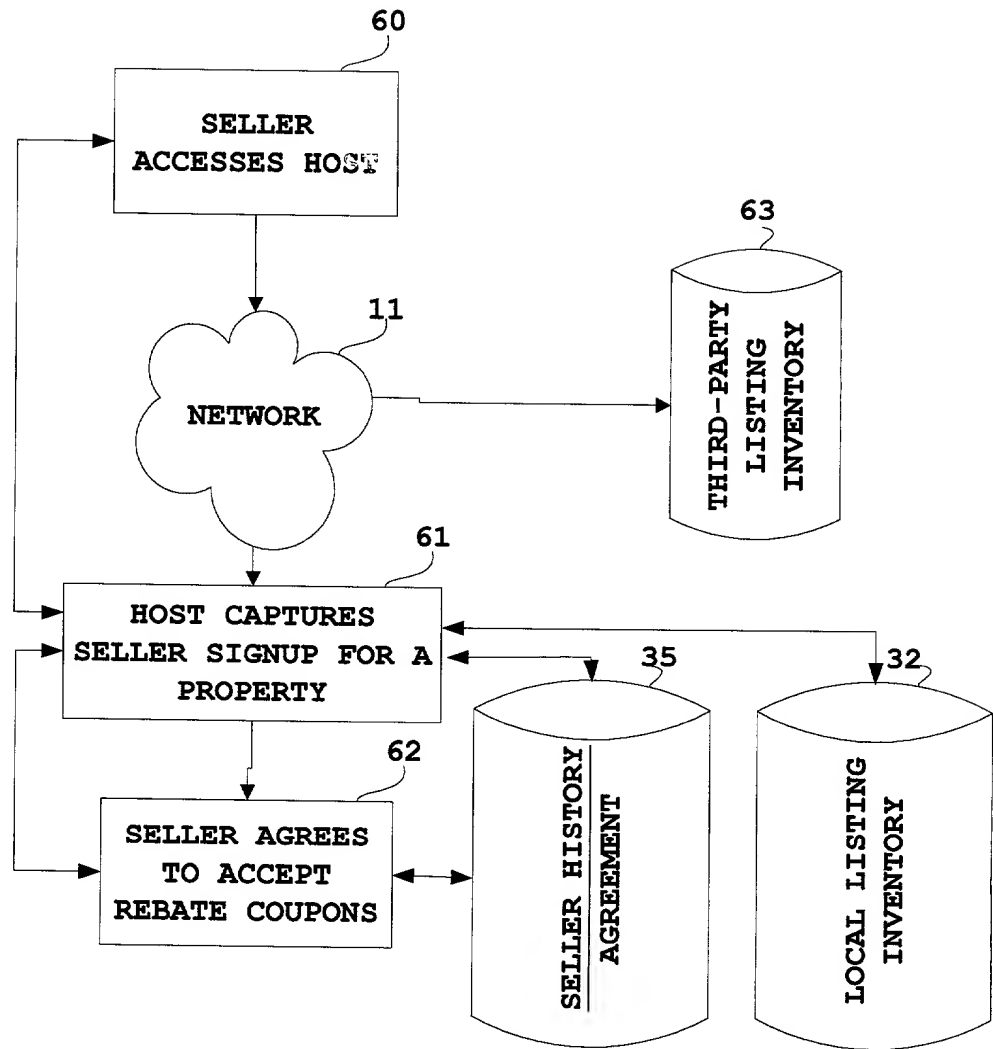 60
SELLER
ACCESSES HOST
63
THIRD-PARTY
LISTING
INVENTORY
11
NETWORK
61
HOST CAPTURES
SELLER SIGNUP FOR A
PROPERTY
35
32
62
SELLER AGREES
TO ACCEPT
REBATE COUPONS
SELLER HISTORY
AGREEMENT
LOCAL LISTING
INVENTORY